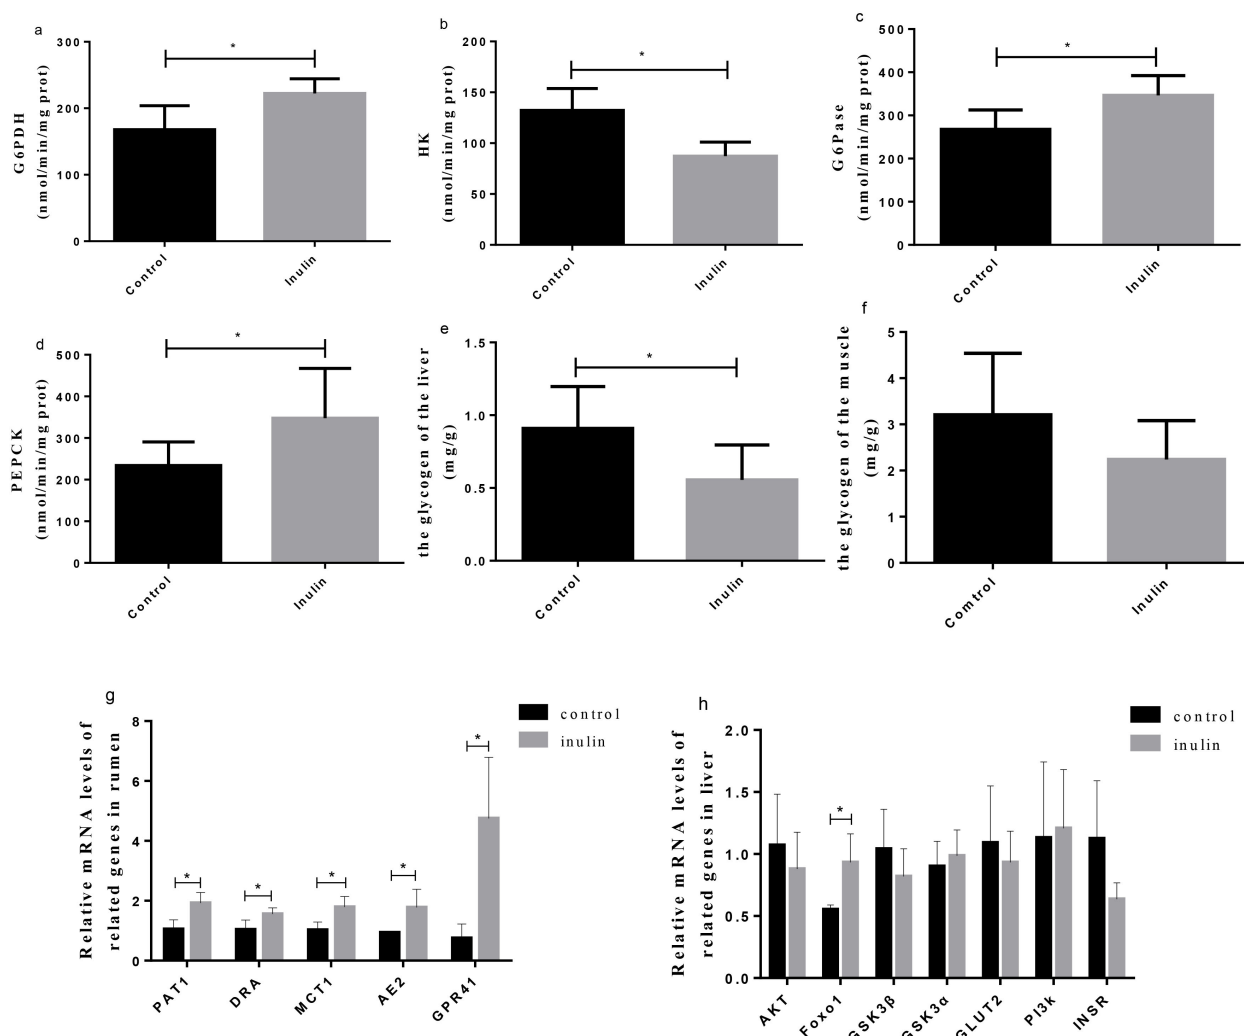 a
300
200
100
0
G6PDH
(nmol/min/mg prot)
*
Control
Inulin
b
200
150
100
50
0
HK
(nmol/min/mg prot)
*
Control
Inulin
c
500
400
300
200
100
0
G6Pase
(nmol/min/mg prot)
*
Control
Inulin
d
500
400
300
200
100
0
PEPCK
(nmol/min/mg prot)
*
Control
Inulin
e
1.5
1.0
0.5
0.0
the glycogen of the liver
(mg/g)
*
Control
Inulin
f
5
4
3
2
1
0
the glycogen of the muscle
(mg/g)
Control
Inulin
g
8
6
4
2
0
Relative mRNA levels of
related genes in rumen
* * * * *
PAT1
DRA
MCT1
AE2
GPR41
control
inulin
h
2.0
1.5
1.0
0.5
0.0
Relative mRNA levels of
related genes in liver
*
AKT
Foxo1
GSK3β
GSK3α
GLUT2
PI3k
INSR
control
inulin